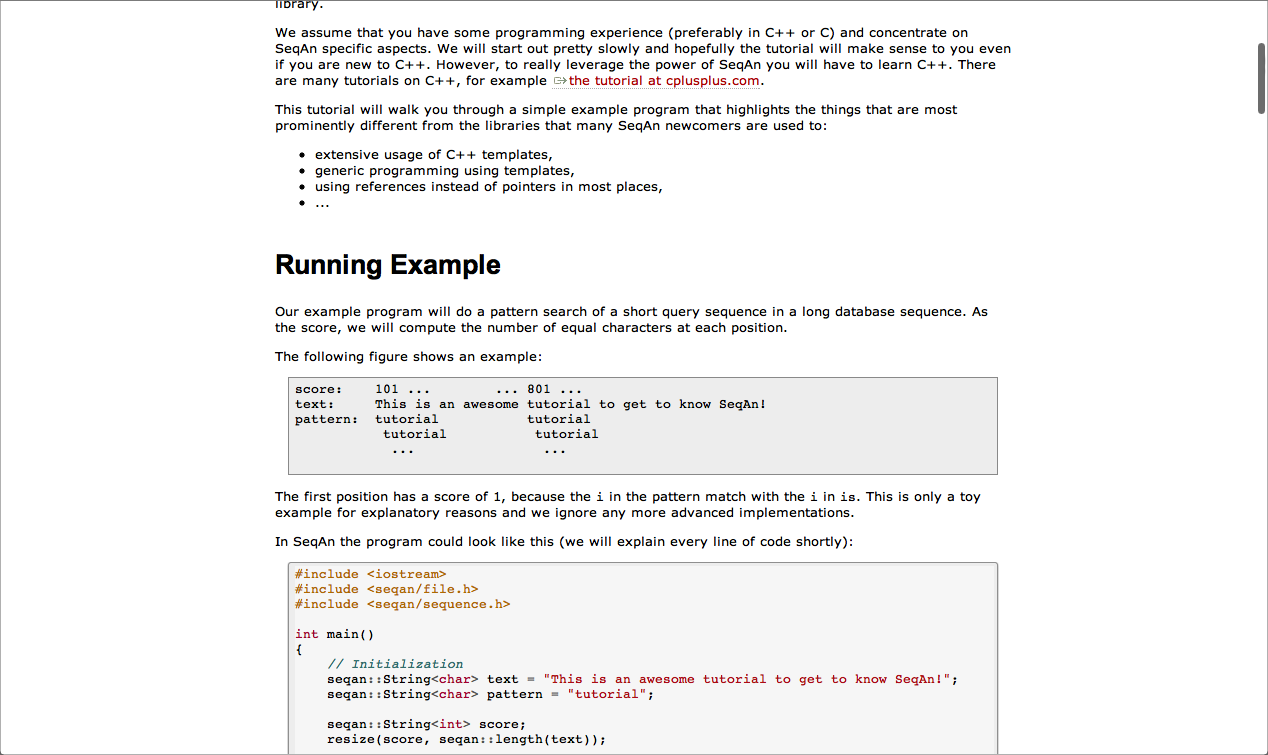 library.
We assume that you have some programming experience (preferably in C++ or C) and concentrate on
SeqAn specific aspects. We will start out pretty slowly and hopefully the tutorial will make sense to you even
if you are new to C++. However, to really leverage the power of SeqAn you will have to learn C++. There
are many tutorials on C++, for example the tutorial at cplusplus.com.
This tutorial will walk you through a simple example program that highlights the things that are most
prominently different from the libraries that many SeqAn newcomers are used to:
• extensive usage of C++ templates,
• generic programming using templates,
• using references instead of pointers in most places,
• ...
Running Example
Our example program will do a pattern search of a short query sequence in a long database sequence. As
the score, we will compute the number of equal characters at each position.
The following figure shows an example:
score:    101 ...        ... 801 ...
text:     This is an awesome tutorial to get to know SeqAn!
pattern:  tutorial           tutorial
           tutorial           tutorial
            ...                ...
The first position has a score of 1, because the i in the pattern match with the i in is. This is only a toy
example for explanatory reasons and we ignore any more advanced implementations.
In SeqAn the program could look like this (we will explain every line of code shortly):
#include <iostream>
#include <seqan/file.h>
#include <seqan/sequence.h>
int main()
{
    // Initialization
    seqan::String<char> text = "This is an awesome tutorial to get to know SeqAn!";
    seqan::String<char> pattern = "tutorial";
    seqan::String<int> score;
    resize(score, seqan::length(text));